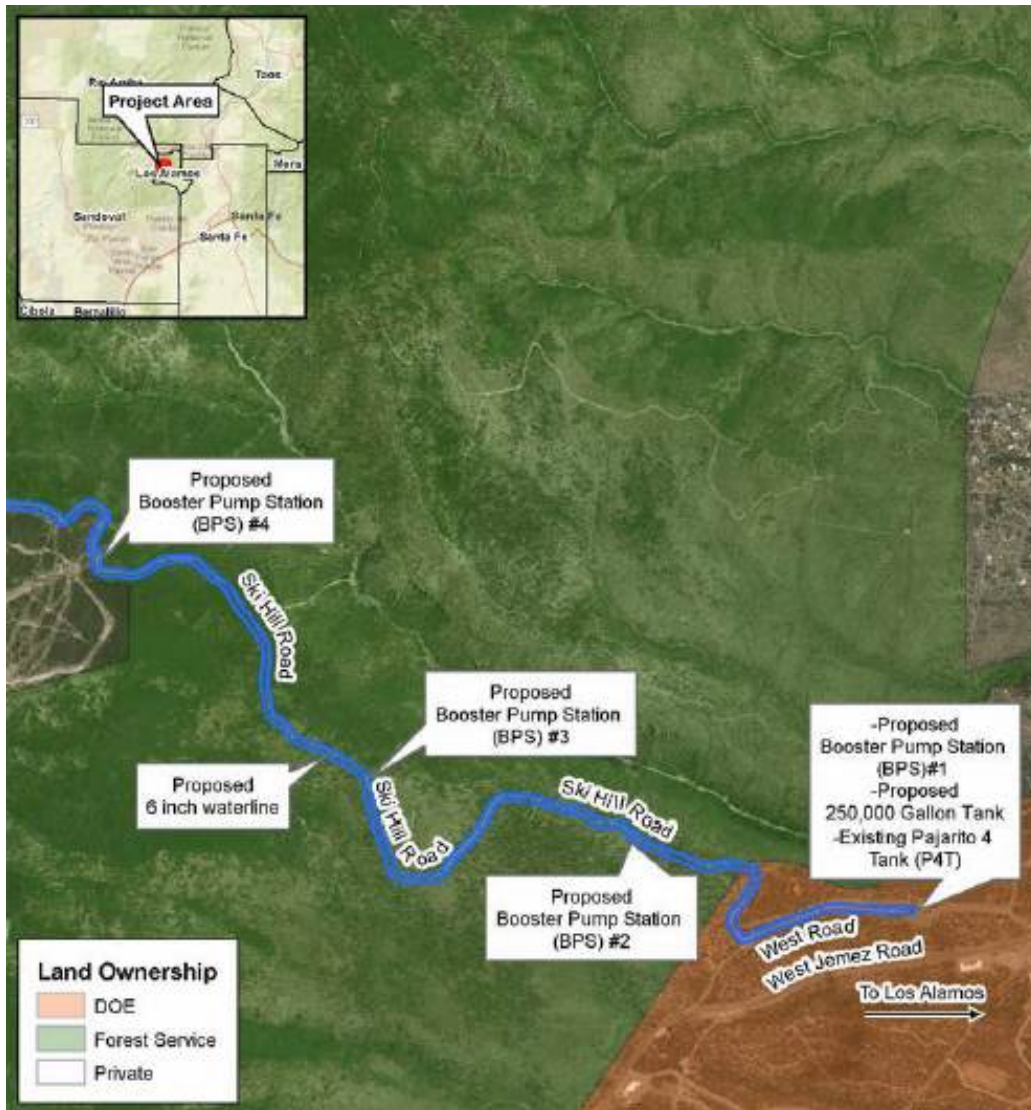 Taos
Project Area
Los Alamos
Mora
Sandoval
Santa Fe
Santa Fe
Cibola
Bernalillo
Proposed
Booster Pump Station
(BPS) #4
Ski Hill Road
Proposed
Booster Pump Station
(BPS) #3
-Proposed
Booster Pump Station
(BPS)#1
-Proposed
250,000 Gallon Tank
-Existing Pajarito 4
Tank (P4T)
Proposed
6 inch waterline
Ski Hill Road
Ski Hill Road
Proposed
Booster Pump Station
(BPS) #2
West Road
West Jemez Road
To Los Alamos
Land Ownership
DOE
Forest Service
Private